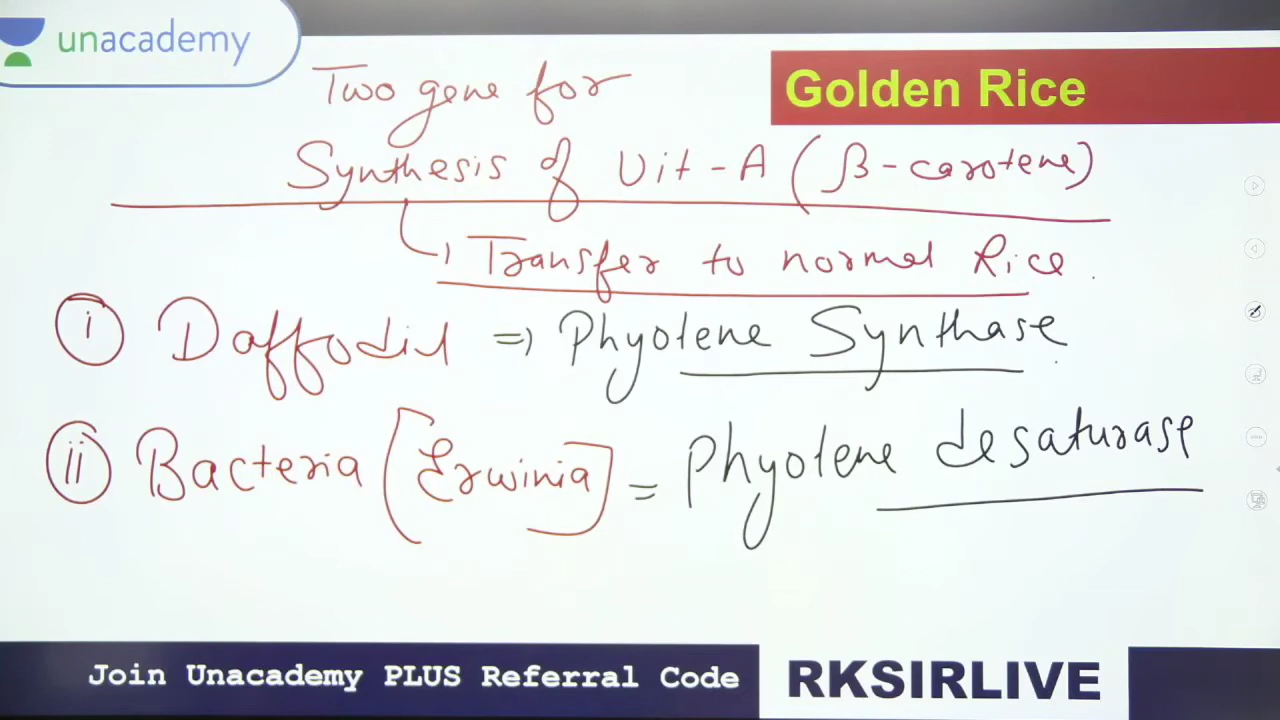 unacademy
Golden Rice
Two gene for
Synthesis of Vit-A (β-carotene)
Transfer to normal Rice.
i Daffodil ⇒ Phyotene Synthase.
ii Bacteria [Erwinia] = Phyotene desaturase
Join Unacademy PLUS Referral Code
RKSIRLIVE